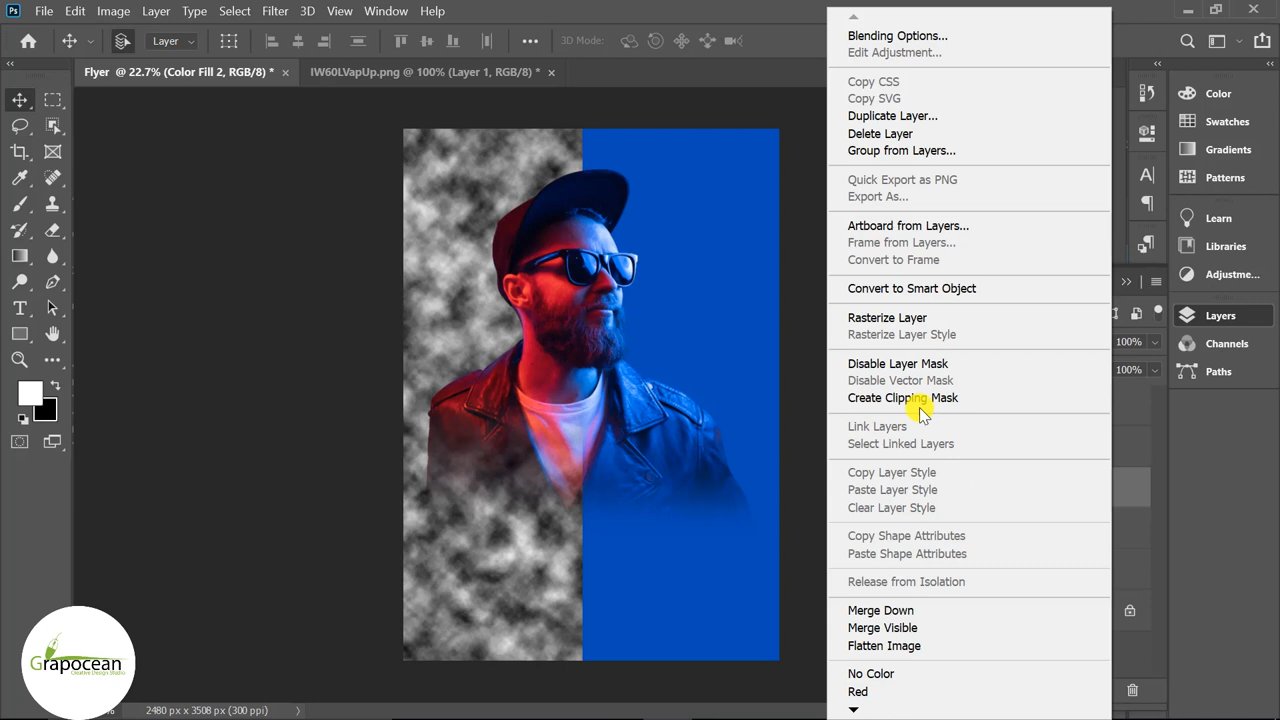 Ps File Edit Image Layer Type Select Filter 3D View Window Help
Layer 3D Mode:
Flyer @ 22.7% (Color Fill 2, RGB/8) *
IW60LVapUp.png @ 100% (Layer 1, RGB/8) *
Blending Options...
Edit Adjustment...
Copy CSS
Copy SVG
Duplicate Layer...
Delete Layer
Group from Layers...
Quick Export as PNG
Export As...
Artboard from Layers...
Frame from Layers...
Convert to Frame
Convert to Smart Object
Rasterize Layer
Rasterize Layer Style
Disable Layer Mask
Disable Vector Mask
Create Clipping Mask
Link Layers
Select Linked Layers
Copy Layer Style
Paste Layer Style
Clear Layer Style
Copy Shape Attributes
Paste Shape Attributes
Release from Isolation
Merge Down
Merge Visible
Flatten Image
No Color
Red
100%
100%
Color
Swatches
Gradients
Patterns
Learn
Libraries
Adjustme...
Layers
Channels
Paths
Grapocean
Creative Design Studio
2480 px x 3508 px (300 ppi)